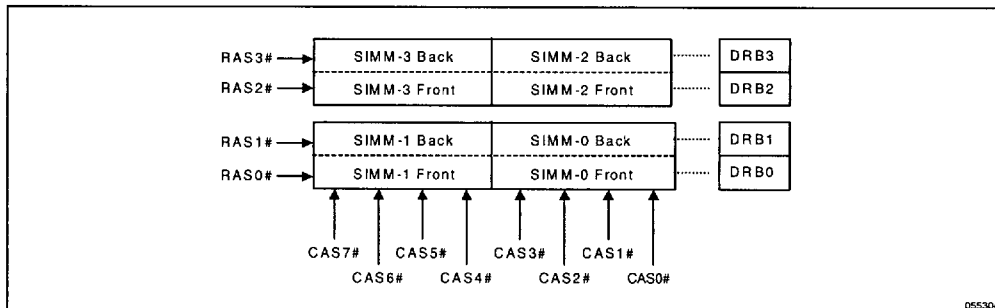 RAS3# SIMM-3 Back SIMM-2 Back DRB3
RAS2# SIMM-3 Front SIMM-2 Front DRB2
RAS1# SIMM-1 Back SIMM-0 Back DRB1
RAS0# SIMM-1 Front SIMM-0 Front DRB0
CAS7# CAS5# CAS3# CAS1#
CAS6# CAS4# CAS2# CAS0#